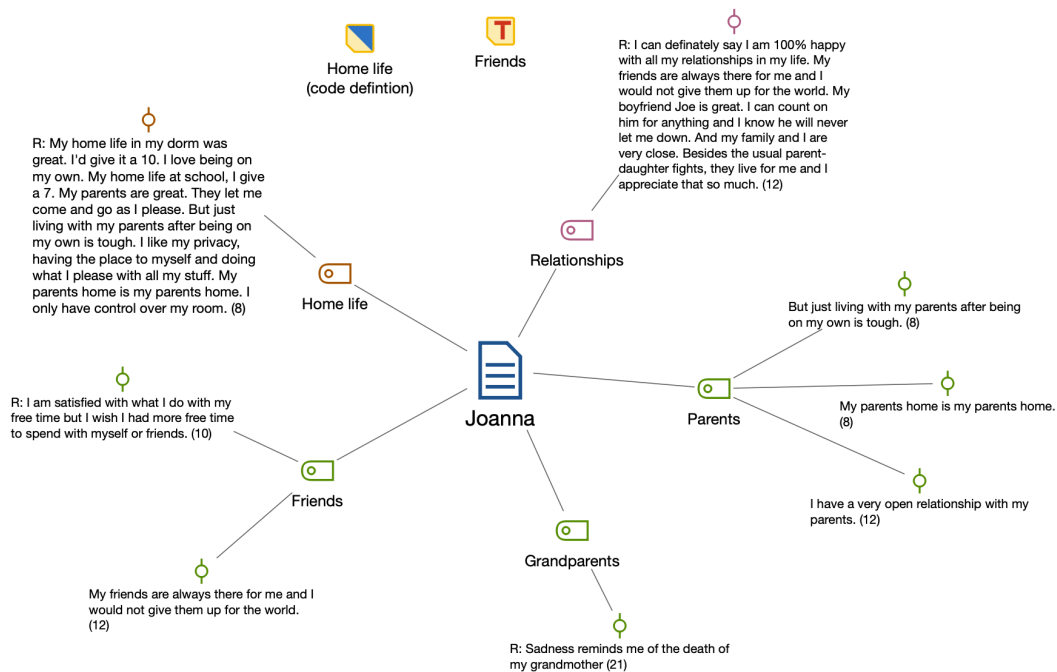 Home life
(code defintion)
T
Friends
R: I can definately say I am 100% happy
with all my relationships in my life. My
friends are always there for me and I
would not give them up for the world. My
boyfriend Joe is great. I can count on
him for anything and I know he will never
let me down. And my family and I are
very close. Besides the usual parent-
daughter fights, they live for me and I
appreciate that so much. (12)
R: My home life in my dorm was
great. I'd give it a 10. I love being on
my own. My home life at school, I give
a 7. My parents are great. They let me
come and go as I please. But just
living with my parents after being on
my own is tough. I like my privacy,
having the place to myself and doing
what I please with all my stuff. My
parents home is my parents home. I
only have control over my room. (8)
Relationships
Home life
But just living with my parents after being
on my own is tough. (8)
R: I am satisfied with what I do with my
free time but I wish I had more free time
to spend with myself or friends. (10)
Joanna
Parents
My parents home is my parents home.
(8)
Friends
I have a very open relationship with my
parents. (12)
Grandparents
My friends are always there for me and I
would not give them up for the world.
(12)
R: Sadness reminds me of the death of
my grandmother (21)